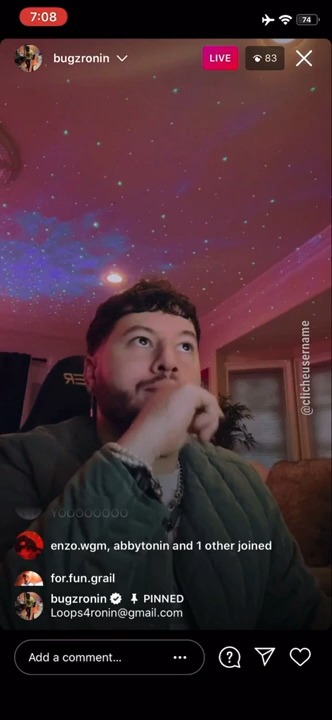 7:08
74
bugzronin
LIVE
83
@clicheusername
YOOOOOOOO
enzo.wgm, abbytonin and 1 other joined
for.fun.grail
bugzronin PINNED
Loops4ronin@gmail.com
Add a comment...